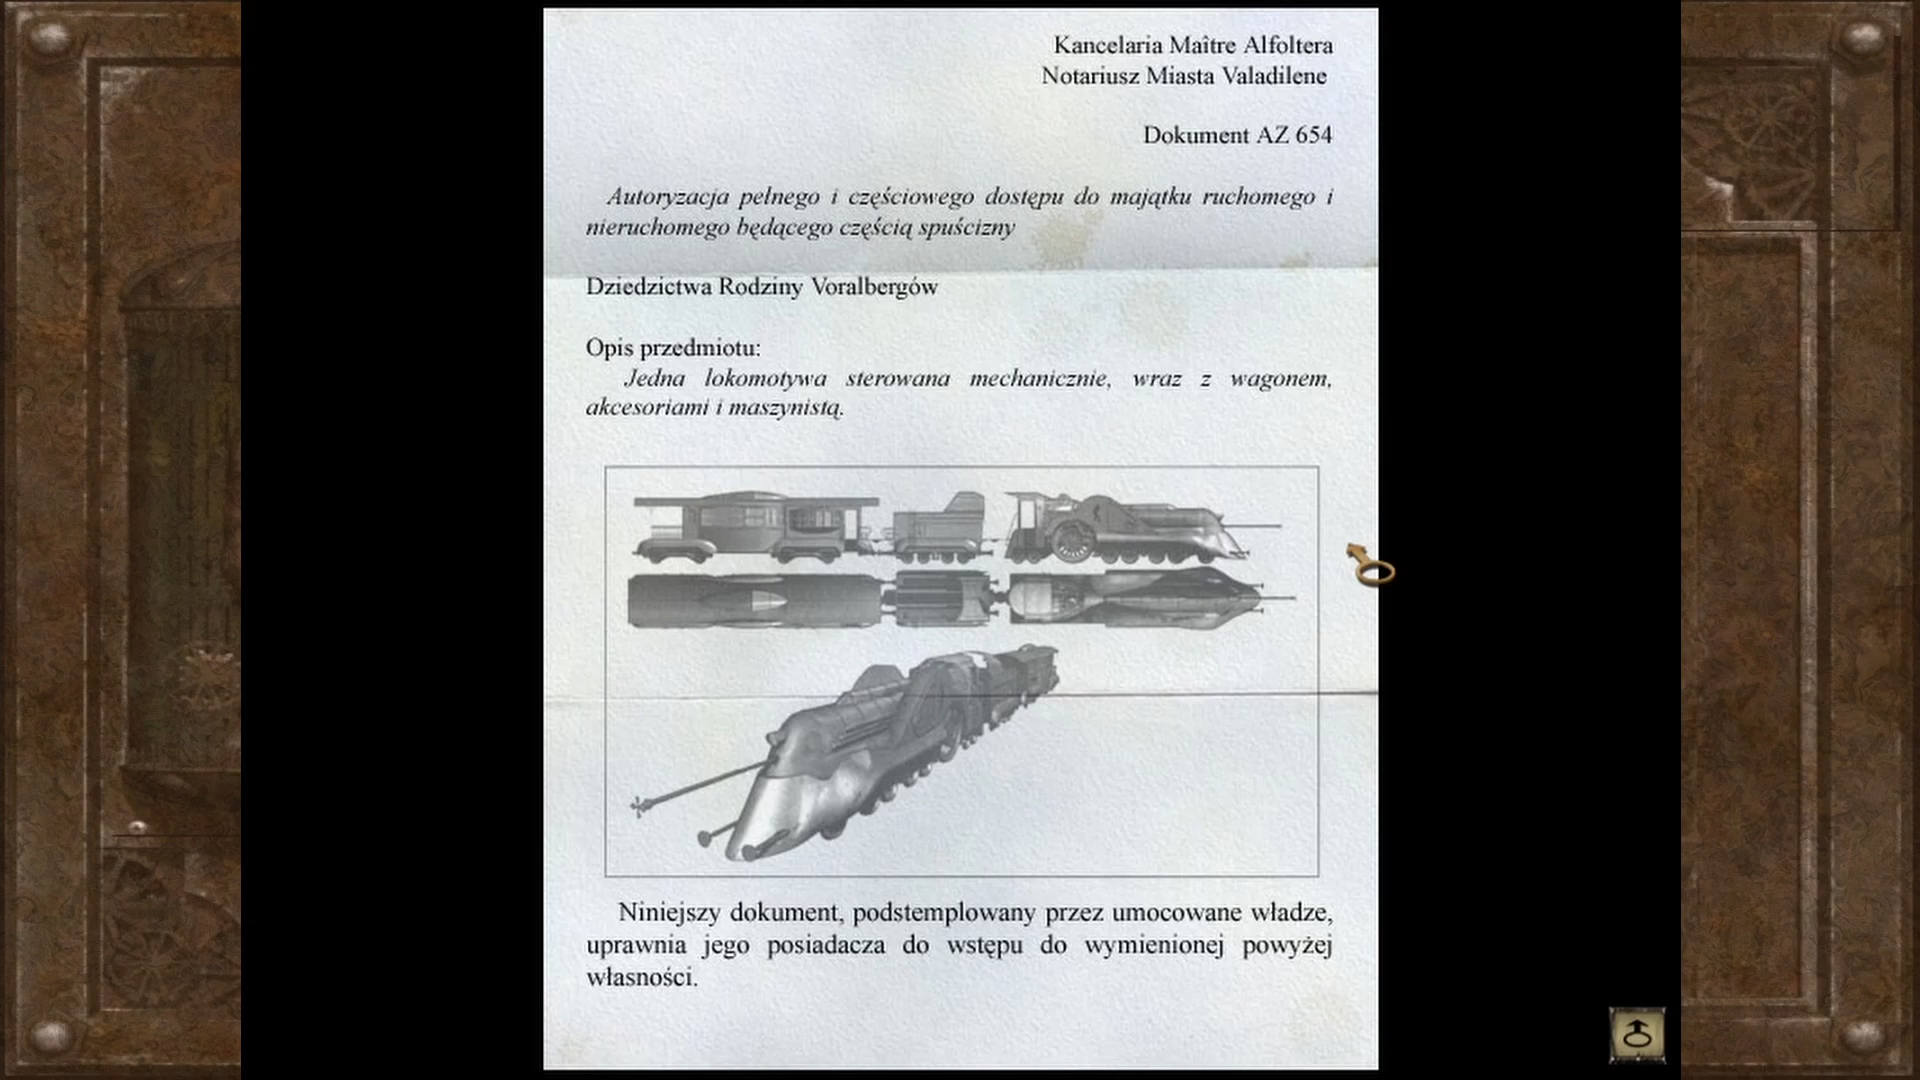 Kancelaria Maître Alfoltera
Notariusz Miasta Valadilene
Dokument AZ 654
Autoryzacja pełnego i częściowego dostępu do majątku ruchomego i
nieruchomego będącego częścią spuścizny
Dziedzictwa Rodziny Voralbergów
Opis przedmiotu:
Jedna lokomotywa sterowana mechanicznie, wraz z wagonem,
akcesoriami i maszynistą.
Niniejszy dokument, podstemplowany przez umocowane władze,
uprawnia jego posiadacza do wstępu do wymienionej powyżej
własności.